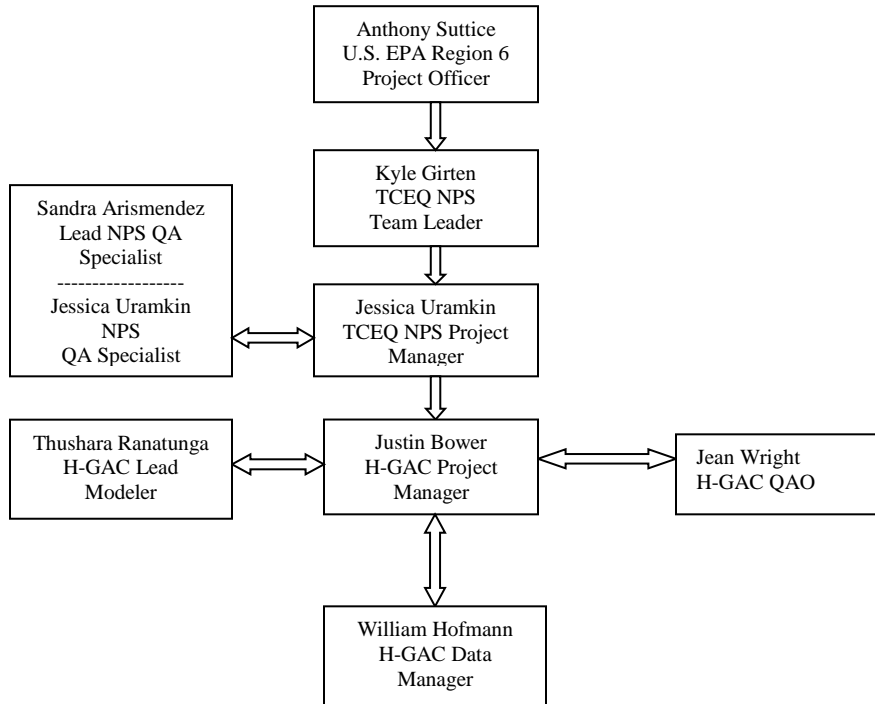 Anthony Suttice
U.S. EPA Region 6
Project Officer
Kyle Girten
TCEQ NPS
Team Leader
Sandra Arismendez
Lead NPS QA
Specialist
------------------
Jessica Uramkin
NPS
QA Specialist
Jessica Uramkin
TCEQ NPS Project
Manager
Thushara Ranatunga
H-GAC Lead
Modeler
Justin Bower
H-GAC Project
Manager
Jean Wright
H-GAC QAO
William Hofmann
H-GAC Data
Manager